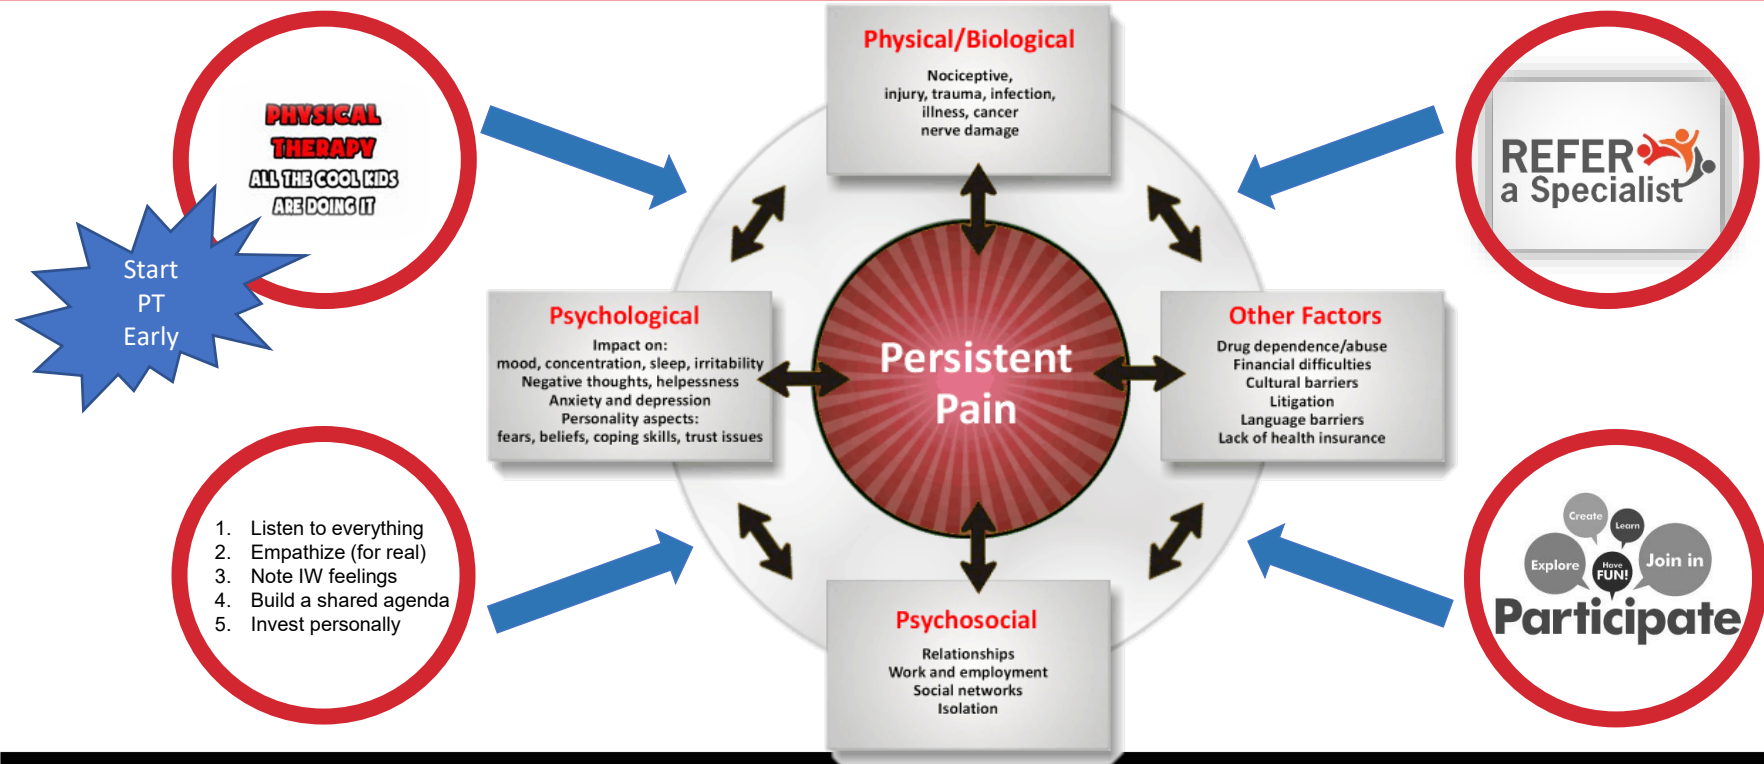 PHYSICAL
THERAPY
ALL THE COOL KIDS
ARE DOING IT
Start
PT
Early
1. Listen to everything
2. Empathize (for real)
3. Note IW feelings
4. Build a shared agenda
5. Invest personally
Physical/Biological
Nociceptive,
injury, trauma, infection,
illness, cancer
nerve damage
Psychological
Impact on:
mood, concentration, sleep, irritability
Negative thoughts, helpessness
Anxiety and depression
Personality aspects:
fears, beliefs, coping skills, trust issues
Persistent
Pain
Other Factors
Drug dependence/abuse
Financial difficulties
Cultural barriers
Litigation
Language barriers
Lack of health insurance
Psychosocial
Relationships
Work and employment
Social networks
Isolation
REFER
a Specialist
Create
Learn
Explore
Have
FUN!
Join in
Participate